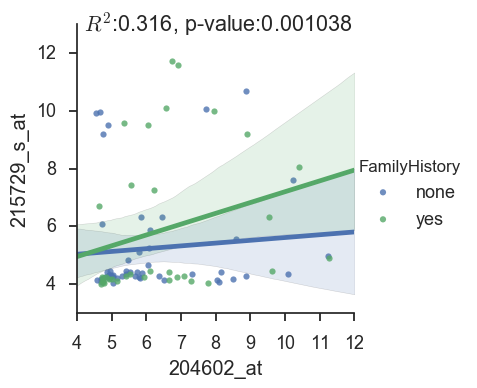 R²:0.316, p-value:0.001038
12
10
8
6
4
215729_s_at
4 5 6 7 8 9 10 11 12
204602_at
FamilyHistory
none
yes